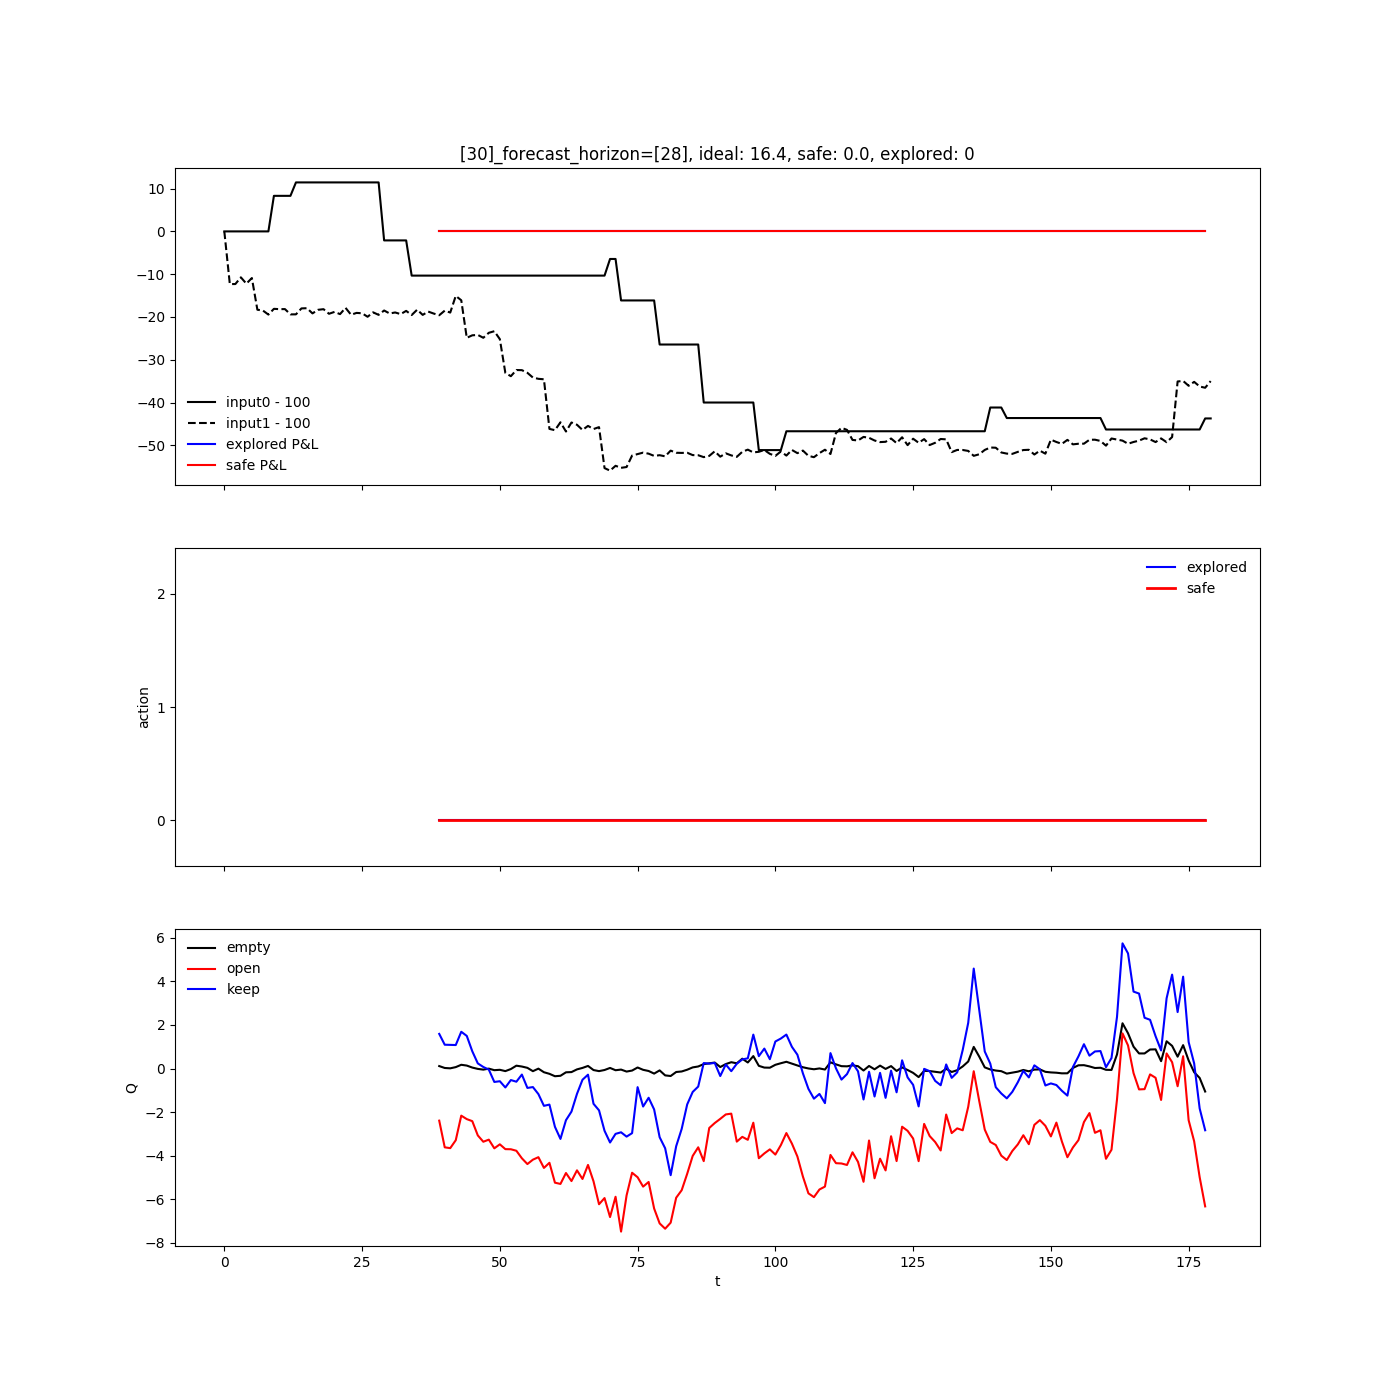 [30]_forecast_horizon=[28], ideal: 16.4, safe: 0.0, explored: 0
10
0
−10
−20
−30
−40
−50
input0 - 100
input1 - 100
explored P&L
safe P&L
2
1
0
action
explored
safe
6
4
2
0
−2
−4
−6
−8
Q
empty
open
keep
0
25
50
75
100
125
150
175
t